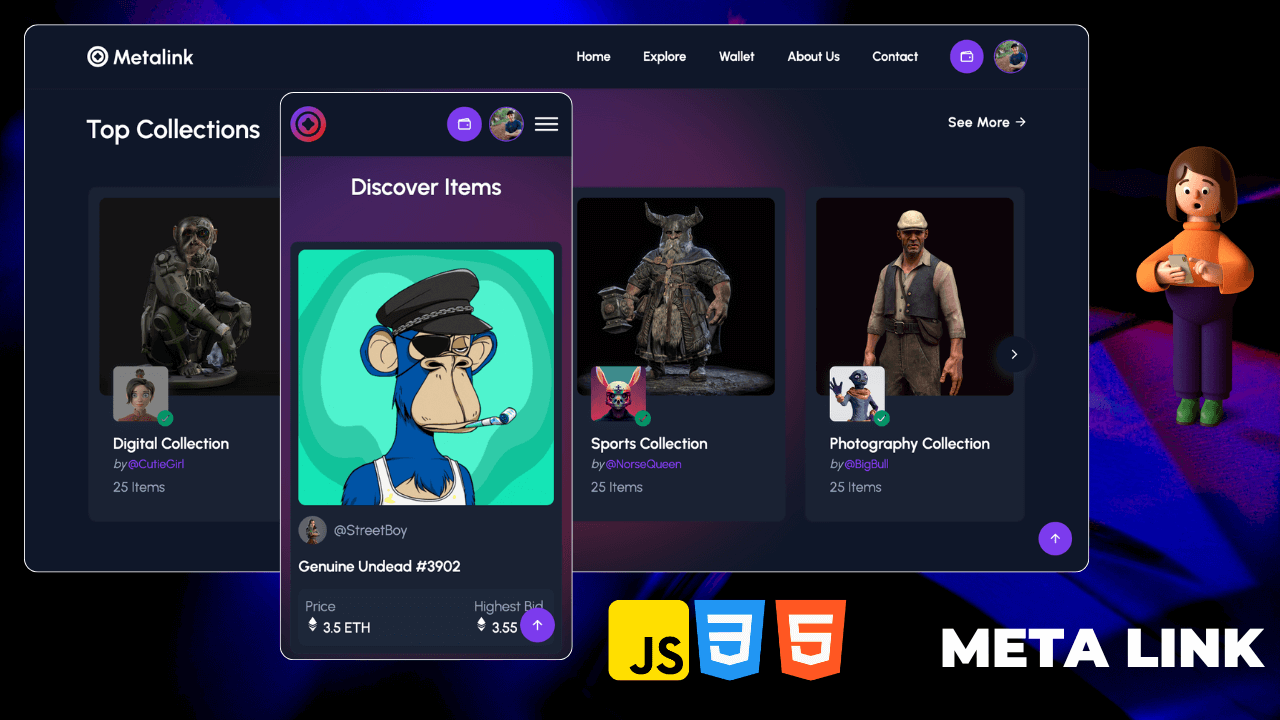 Metalink
Home
Explore
Wallet
About Us
Contact
Top Collections
See More →
Discover Items
@StreetBoy
Genuine Undead #3902
Price
3.5 ETH
Highest Bid
3.55
Digital Collection
by@CutieGirl
25 Items
Sports Collection
by@NorseQueen
25 Items
Photography Collection
by@BigBull
25 Items
JS
3
5
META LINK